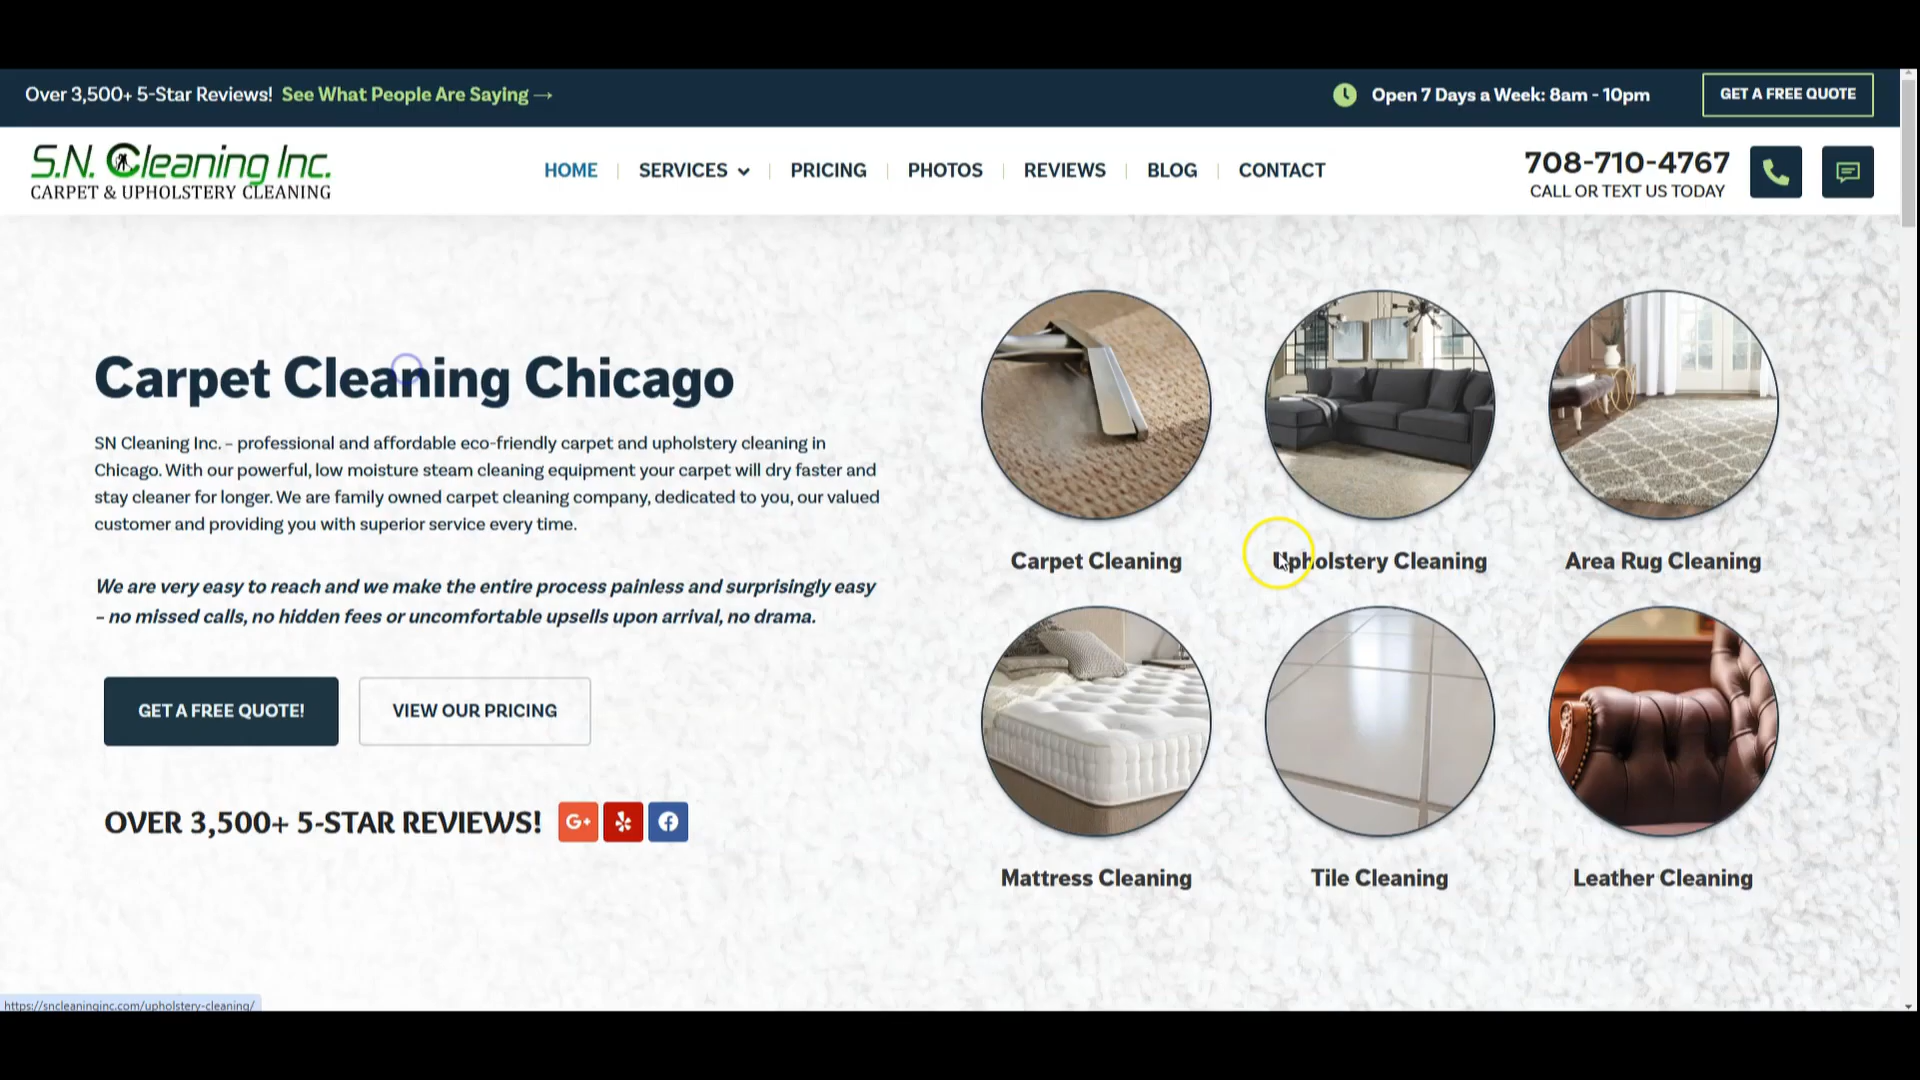 Over 3,500+ 5-Star Reviews! See What People Are Saying →
Open 7 Days a Week: 8am - 10pm
GET A FREE QUOTE
S.N. Cleaning Inc.
CARPET & UPHOLSTERY CLEANING
HOME
SERVICES
PRICING
PHOTOS
REVIEWS
BLOG
CONTACT
708-710-4767
CALL OR TEXT US TODAY
Carpet Cleaning Chicago
SN Cleaning Inc. – professional and affordable eco-friendly carpet and upholstery cleaning in
Chicago. With our powerful, low moisture steam cleaning equipment your carpet will dry faster and
stay cleaner for longer. We are family owned carpet cleaning company, dedicated to you, our valued
customer and providing you with superior service every time.
We are very easy to reach and we make the entire process painless and surprisingly easy
– no missed calls, no hidden fees or uncomfortable upsells upon arrival, no drama.
GET A FREE QUOTE!
VIEW OUR PRICING
OVER 3,500+ 5-STAR REVIEWS!
G+
Carpet Cleaning
Upholstery Cleaning
Area Rug Cleaning
Mattress Cleaning
Tile Cleaning
Leather Cleaning
https://sncleaninginc.com/upholstery-cleaning/